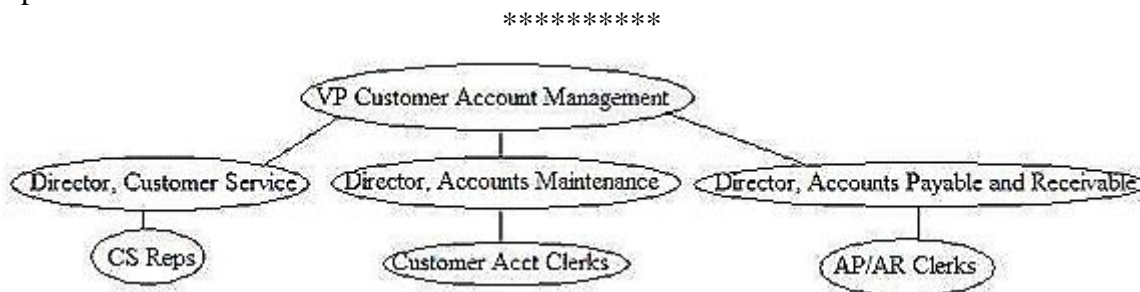 **********
VP Customer Account Management
Director, Customer Service
Director, Accounts Maintenance
Director, Accounts Payable and Receivable
CS Reps
Customer Acct Clerks
AP/AR Clerks